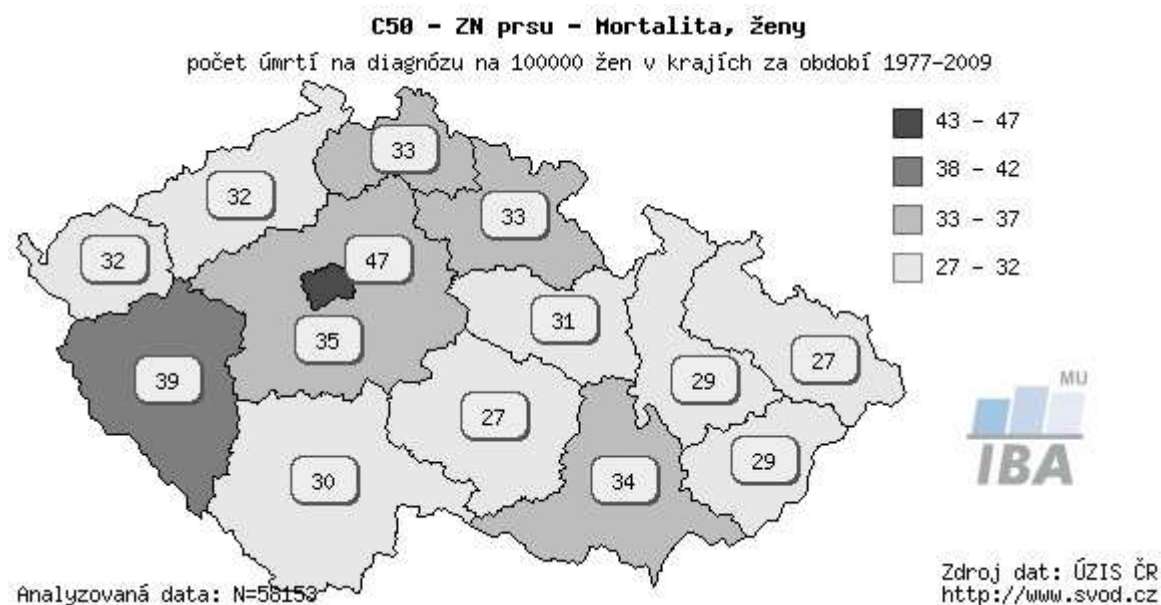 C50 - ZN prsu - Mortalita, ženy
počet úmrtí na diagnózu na 100000 žen v krajích za období 1977-2009
43 - 47
38 - 42
33 - 37
27 - 32
33
32
33
32
47
31
35
27
39
29
27
29
30
34
MU
IBA
Analyzovaná data: N=58153
Zdroj dat: ÚZIS ČR
http://www.svod.cz